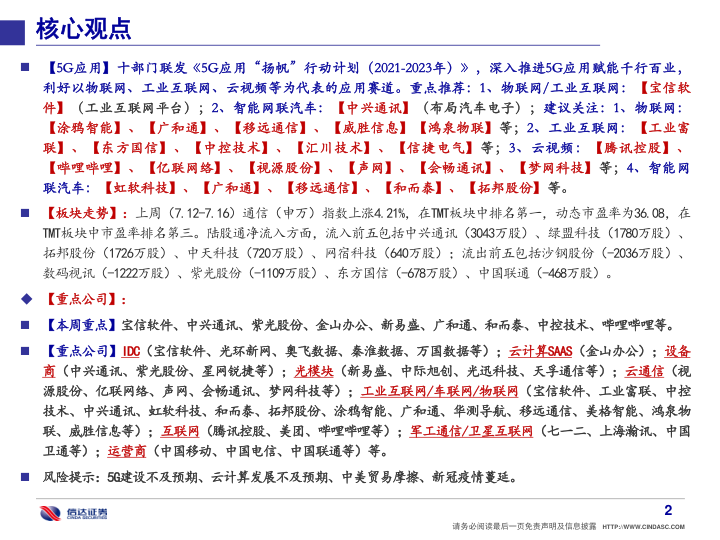 核心观点
【5G应用】十部门联发《5G应用“扬帆”行动计划（2021-2023年）》，深入推进5G应用赋能千行百业，
利好以物联网、工业互联网、云视频等为代表的应用赛道。重点推荐：1、物联网/工业互联网：【宝信软
件】（工业互联网平台）；2、智能网联汽车：【中兴通讯】（布局汽车电子）；建议关注：1、物联网：
【涂鸦智能】、【广和通】、【移远通信】、【威胜信息】【鸿泉物联】等；2、工业互联网：【工业富
联】、【东方国信】、【中控技术】、【汇川技术】、【信捷电气】等；3、云视频：【腾讯控股】、
【哔哩哔哩】、【亿联网络】、【视源股份】、【声网】、【会畅通讯】、【梦网科技】等；4、智能网
联汽车：【虹软科技】、【广和通】、【移远通信】、【和而泰】、【拓邦股份】等。
【板块走势】：上周（7.12-7.16）通信（申万）指数上涨4.21%，在TMT板块中排名第一，动态市盈率为36.08，在
TMT板块中市盈率排名第三。陆股通净流入方面，流入前五包括中兴通讯（3043万股）、绿盟科技（1780万股）、
拓邦股份（1726万股）、中天科技（720万股）、网宿科技（640万股）；流出前五包括沙钢股份（-2036万股）、
数码视讯（-1222万股）、紫光股份（-1109万股）、东方国信（-678万股）、中国联通（-468万股）。
【重点公司】：
【本周重点】宝信软件、中兴通讯、紫光股份、金山办公、新易盛、广和通、和而泰、中控技术、哔哩哔哩等。
【重点公司】IDC（宝信软件、光环新网、奥飞数据、秦淮数据、万国数据等）；云计算SAAS（金山办公）；设备
商（中兴通讯、紫光股份、星网锐捷等）；光模块（新易盛、中际旭创、光迅科技、天孚通信等）；云通信（视
源股份、亿联网络、声网、会畅通讯、梦网科技等）；工业互联网/车联网/物联网（宝信软件、工业富联、中控
技术、中兴通讯、虹软科技、和而泰、拓邦股份、涂鸦智能、广和通、华测导航、移远通信、美格智能、鸿泉物
联、威胜信息等）；互联网（腾讯控股、美团、哔哩哔哩等）；军工通信/卫星互联网（七一二、上海瀚讯、中国
卫通等）；运营商（中国移动、中国电信、中国联通等）等。
风险提示：5G建设不及预期、云计算发展不及预期、中美贸易摩擦、新冠疫情蔓延。
信达证券
CINDA SECURITIES
2
请务必阅读最后一页免责声明及信息披露 HTTP://WWW.CINDASC.COM